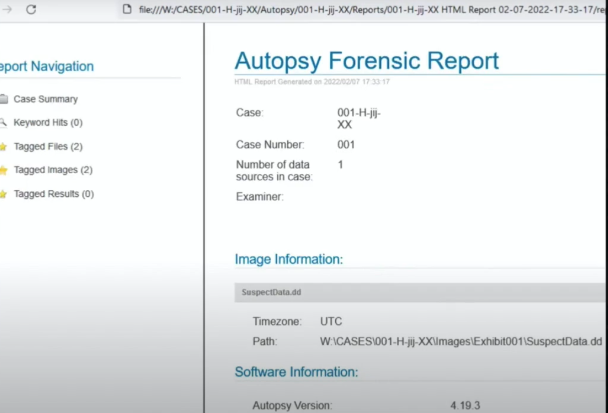 file:///W:/CASES/001-H-jij-XX/Autopsy/001-H-jij-XX/Reports/001-H-jij-XX HTML Report 02-07-2022-17-33-17/re
eport Navigation
Case Summary
Keyword Hits (0)
Tagged Files (2)
Tagged Images (2)
Tagged Results (0)
Autopsy Forensic Report
HTML Report Generated on 2022/02/07 17:33:17
Case: 001-H-jij-
XX
Case Number: 001
Number of data 1
sources in case:
Examiner:
Image Information:
SuspectData.dd
Timezone: UTC
Path: W:\CASES\001-H-jij-XX\Images\Exhibit001\SuspectData.dd
Software Information:
Autopsy Version: 4.19.3